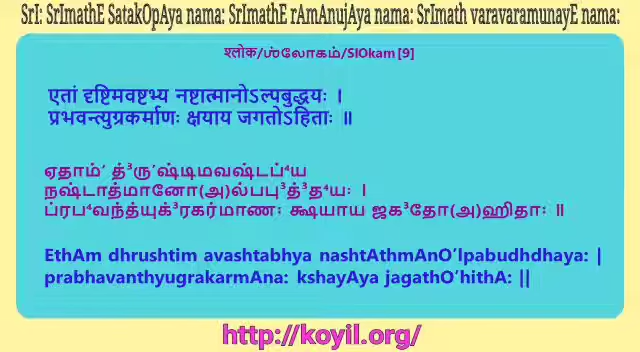 SrI: SrImathE SatakOpAya nama: SrImathE rAmAnujAya nama: SrImath varavaramunayE nama:
श्लोक/ஶ்லோகம்/SlOkam [9]
एतां दृष्टिमवष्टभ्य नष्टात्मानोऽल्पबुद्धयः ।
प्रभवन्त्युग्रकर्माणः क्षयाय जगतोऽहिताः ॥
ஏதாம்ʼ த்³ருʼஷ்டிமவஷ்டப்⁴ய
நஷ்டாத்மானோ(அ)ல்பபு³த்³த⁴ய꞉ ।
ப்ரப⁴வந்த்யுக்³ரகர்மாண꞉ க்ஷயாய ஜக³தோ(அ)ஹிதா꞉ ॥
EthAm dhrushtim avashtabhya nashtAthmAnO’lpabudhdhaya: |
prabhavanthyugrakarmAna: kshayAya jagathO’hithA: ||
http://koyil.org/